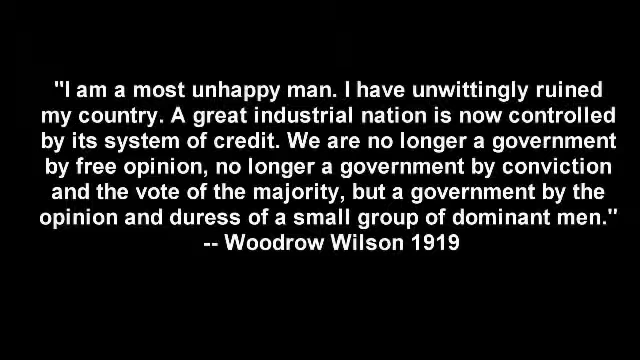 "I am a most unhappy man. I have unwittingly ruined
my country. A great industrial nation is now controlled
by its system of credit. We are no longer a government
by free opinion, no longer a government by conviction
and the vote of the majority, but a government by the
opinion and duress of a small group of dominant men."
-- Woodrow Wilson 1919